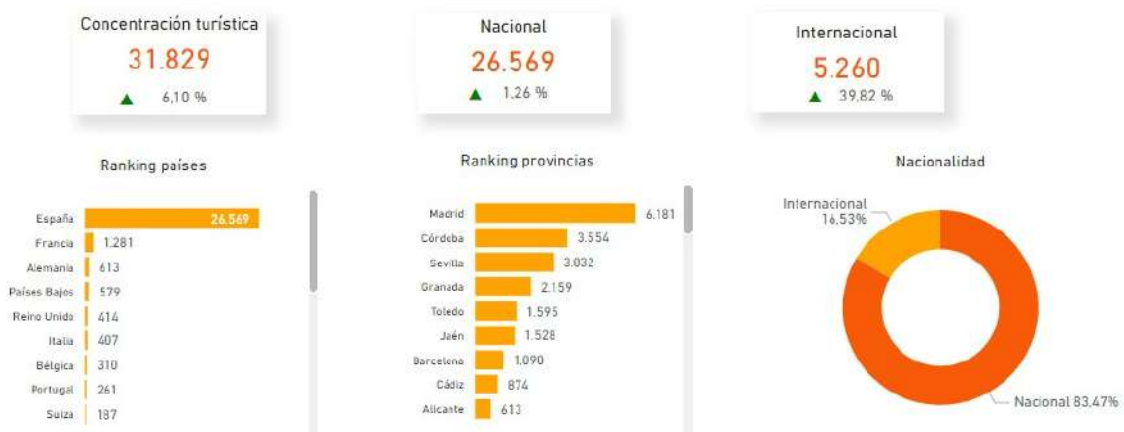 Concentración turística
31.829
6,10 %
Nacional
26.569
1,26 %
Internacional
5.260
39,82 %
Ranking países
España 26.569
Francia 1.281
Alemania 613
Países Bajos 579
Reino Unido 414
Italia 407
Bélgica 310
Portugal 261
Suiza 187
Ranking provincias
Madrid 6.181
Córdoba 3.554
Sevilla 3.032
Granada 2.159
Toledo 1.595
Jaén 1.528
Barcelona 1.090
Cádiz 874
Alicante 613
Nacionalidad
Internacional
16,53%
Nacional 83,47%